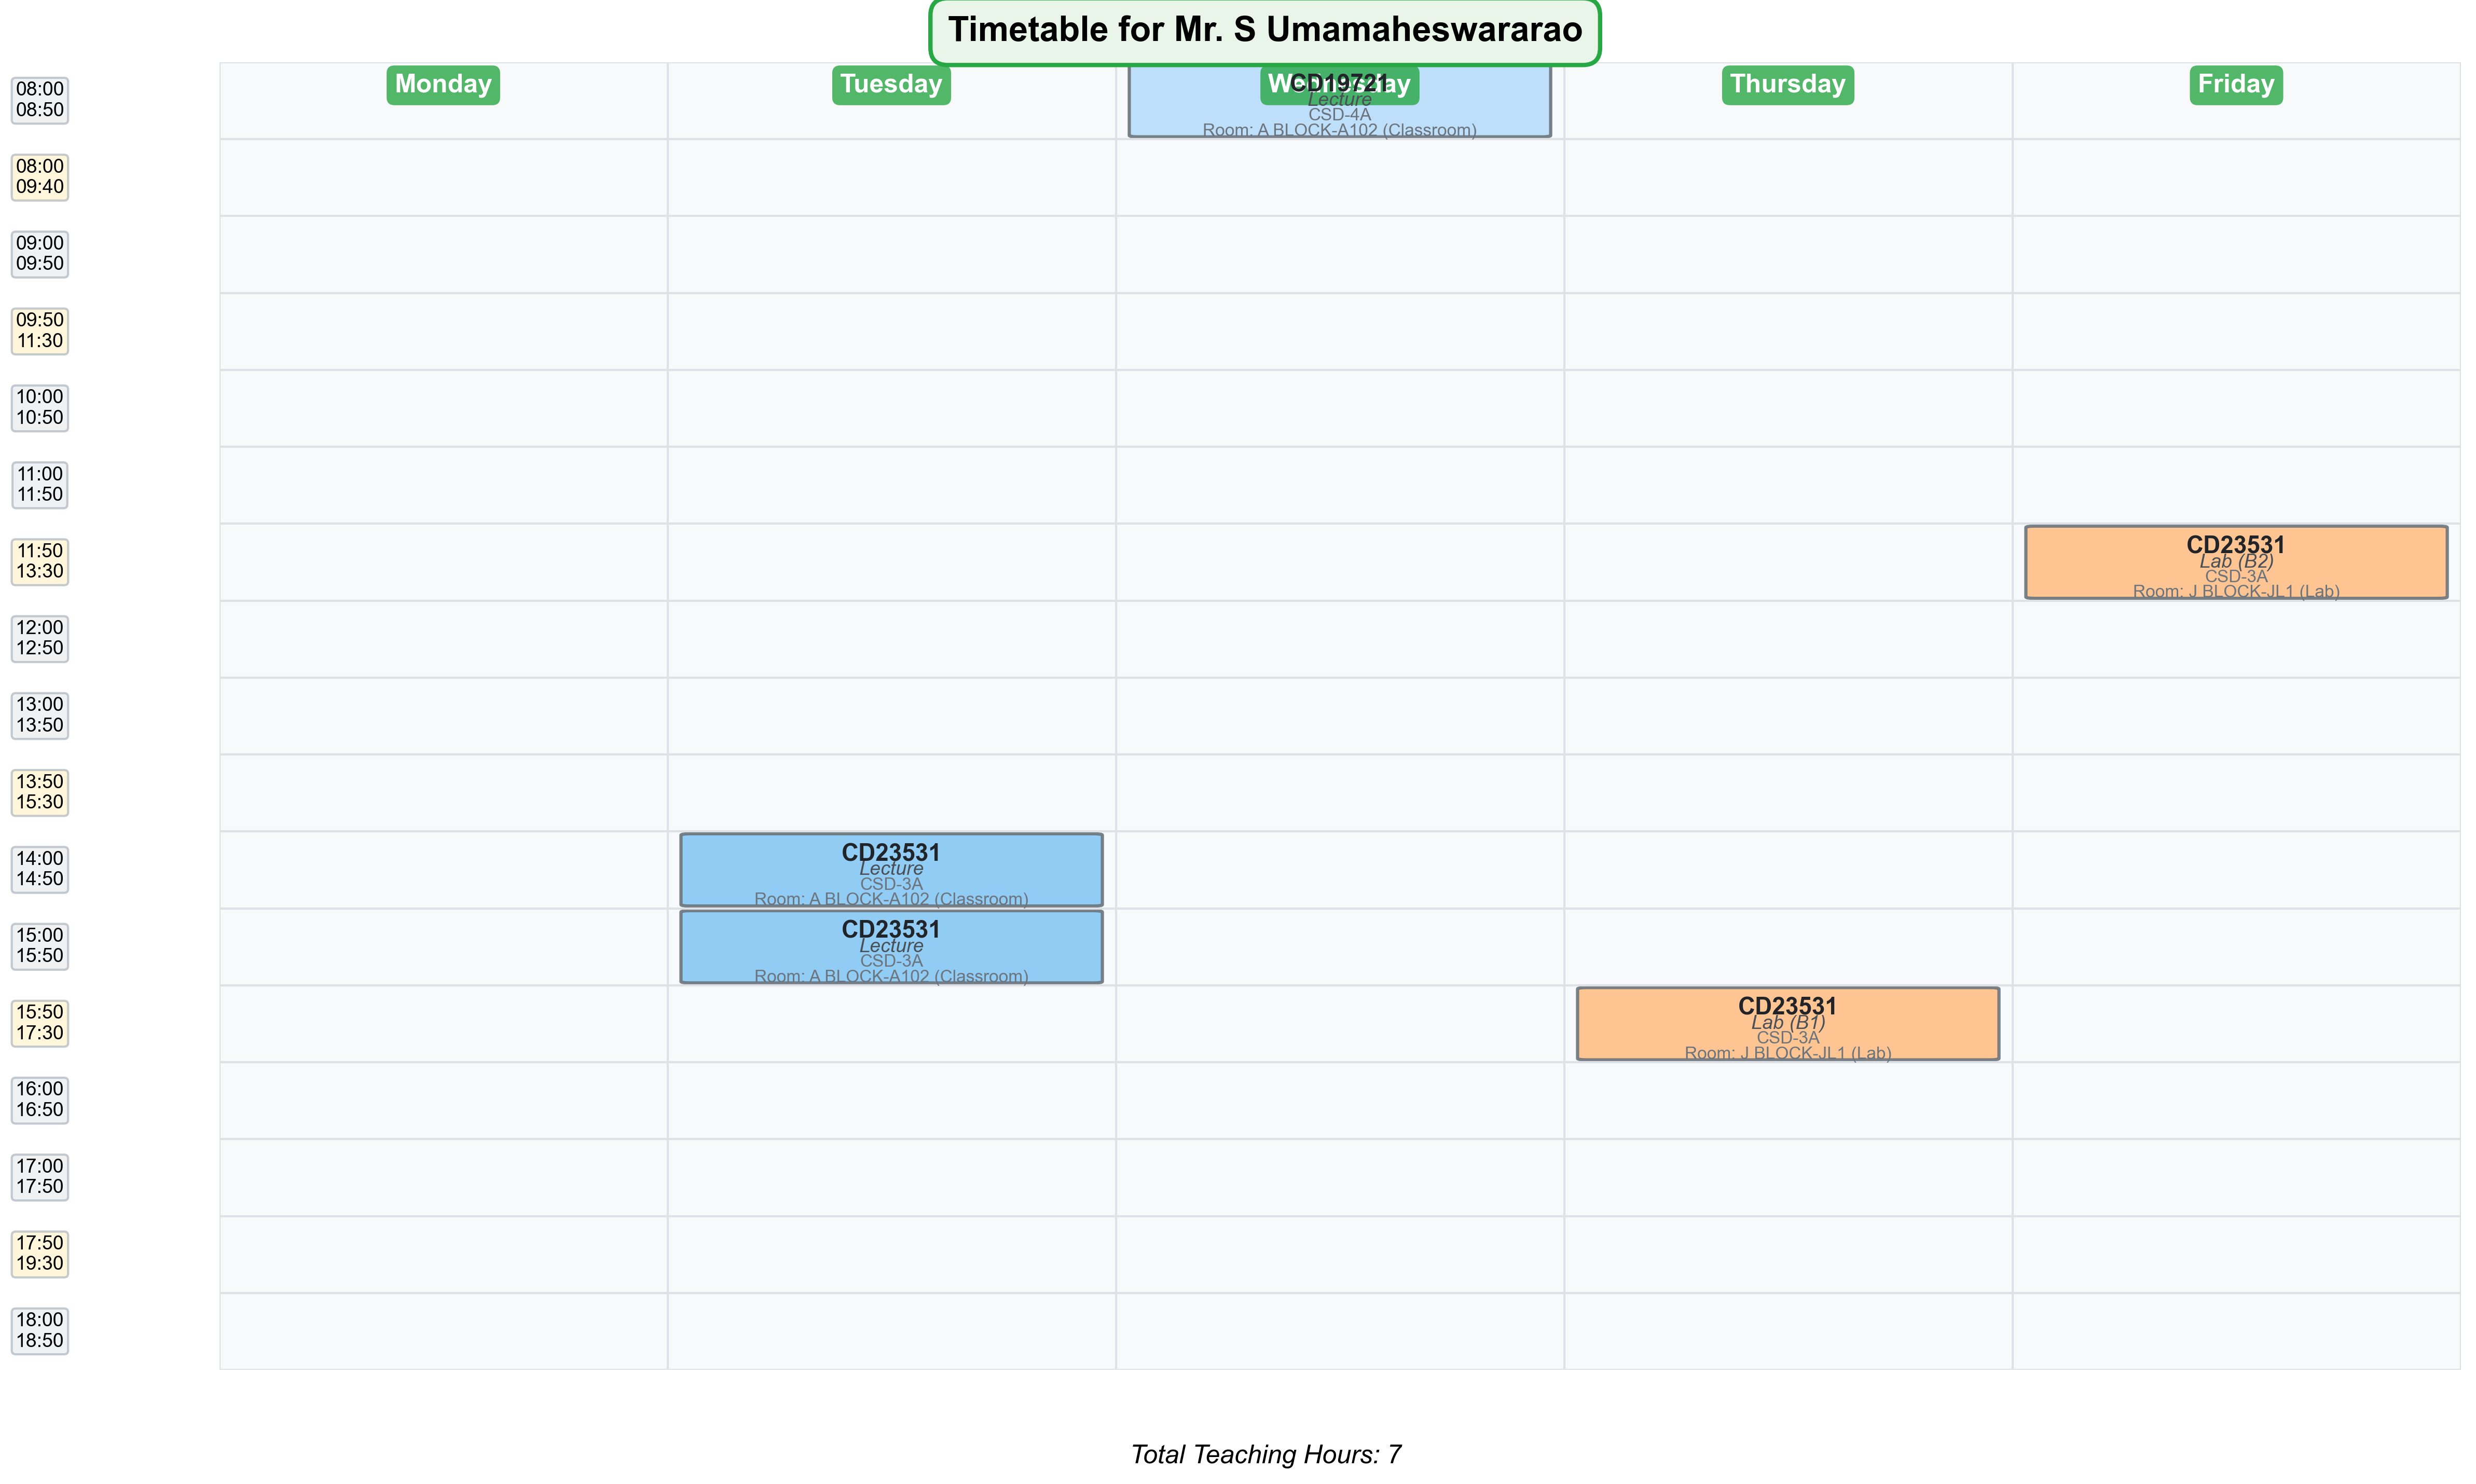 Timetable for Mr. S Umamaheswararao
Monday
Tuesday
Wednesday
Thursday
Friday
08:00
08:50
CD19721
Lecture
CSD-4A
Room: A BLOCK-A102 (Classroom)
08:00
09:40
09:00
09:50
09:50
11:30
10:00
10:50
11:00
11:50
11:50
13:30
CD23531
Lab (B2)
CSD-3A
Room: J BLOCK-JL1 (Lab)
12:00
12:50
13:00
13:50
13:50
15:30
14:00
14:50
CD23531
Lecture
CSD-3A
Room: A BLOCK-A102 (Classroom)
15:00
15:50
CD23531
Lecture
CSD-3A
Room: A BLOCK-A102 (Classroom)
15:50
17:30
CD23531
Lab (B1)
CSD-3A
Room: J BLOCK-JL1 (Lab)
16:00
16:50
17:00
17:50
17:50
19:30
18:00
18:50
Total Teaching Hours: 7